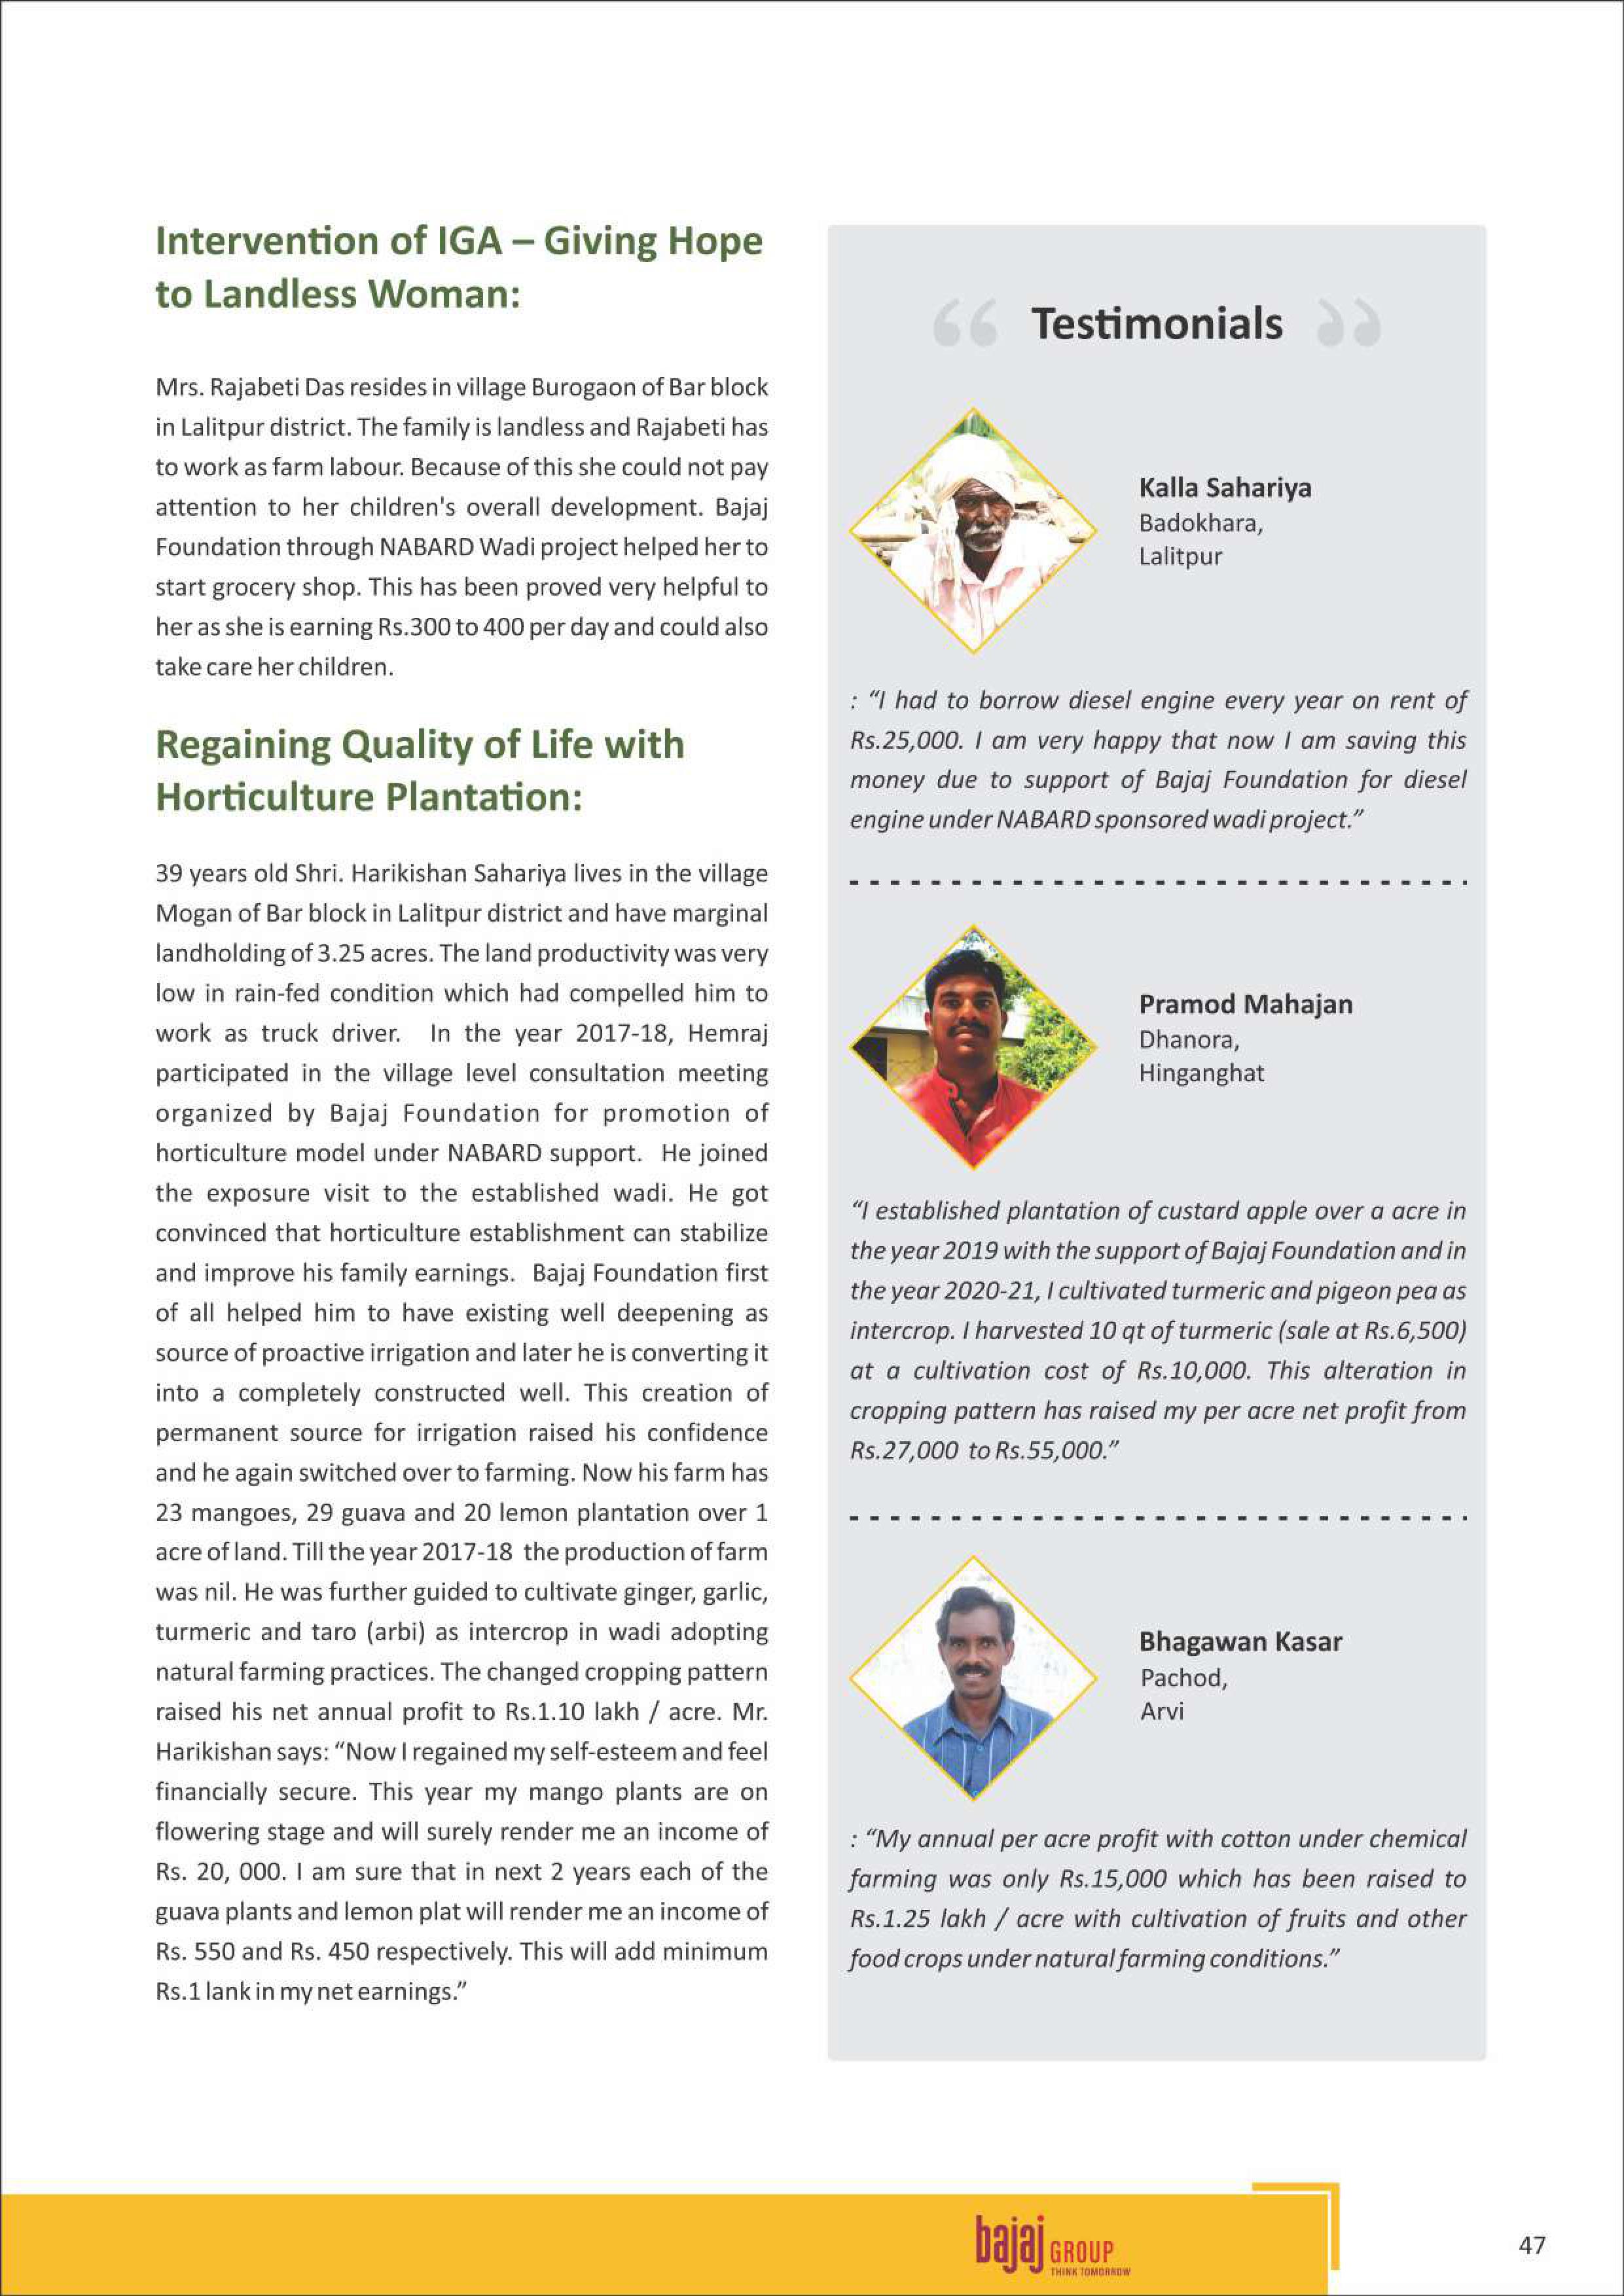 Intervention of IGA – Giving Hope
to Landless Woman:
Mrs. Rajabeti Das resides in village Burogaon of Bar block
in Lalitpur district. The family is landless and Rajabeti has
to work as farm labour. Because of this she could not pay
attention to her children's overall development. Bajaj
Foundation through NABARD Wadi project helped her to
start grocery shop. This has been proved very helpful to
her as she is earning Rs.300 to 400 per day and could also
take care her children.
Regaining Quality of Life with
Horticulture Plantation:
39 years old Shri. Harikishan Sahariya lives in the village
Mogan of Bar block in Lalitpur district and have marginal
landholding of 3.25 acres. The land productivity was very
low in rain-fed condition which had compelled him to
work as truck driver. In the year 2017-18, Hemraj
participated in the village level consultation meeting
organized by Bajaj Foundation for promotion of
horticulture model under NABARD support. He joined
the exposure visit to the established wadi. He got
convinced that horticulture establishment can stabilize
and improve his family earnings. Bajaj Foundation first
of all helped him to have existing well deepening as
source of proactive irrigation and later he is converting it
into a completely constructed well. This creation of
permanent source for irrigation raised his confidence
and he again switched over to farming. Now his farm has
23 mangoes, 29 guava and 20 lemon plantation over 1
acre of land. Till the year 2017-18 the production of farm
was nil. He was further guided to cultivate ginger, garlic,
turmeric and taro (arbi) as intercrop in wadi adopting
natural farming practices. The changed cropping pattern
raised his net annual profit to Rs.1.10 lakh / acre. Mr.
Harikishan says: “Now I regained my self-esteem and feel
financially secure. This year my mango plants are on
flowering stage and will surely render me an income of
Rs. 20, 000. I am sure that in next 2 years each of the
guava plants and lemon plat will render me an income of
Rs. 550 and Rs. 450 respectively. This will add minimum
Rs.1 lank in my net earnings.”
“ Testimonials ”
Kalla Sahariya
Badokhara,
Lalitpur
: “I had to borrow diesel engine every year on rent of
Rs.25,000. I am very happy that now I am saving this
money due to support of Bajaj Foundation for diesel
engine under NABARD sponsored wadi project.”
Pramod Mahajan
Dhanora,
Hinganghat
“I established plantation of custard apple over a acre in
the year 2019 with the support of Bajaj Foundation and in
the year 2020-21, I cultivated turmeric and pigeon pea as
intercrop. I harvested 10 qt of turmeric (sale at Rs.6,500)
at a cultivation cost of Rs.10,000. This alteration in
cropping pattern has raised my per acre net profit from
Rs.27,000 to Rs.55,000.”
Bhagawan Kasar
Pachod,
Arvi
: “My annual per acre profit with cotton under chemical
farming was only Rs.15,000 which has been raised to
Rs.1.25 lakh / acre with cultivation of fruits and other
food crops under natural farming conditions.”
bajaj GROUP
THINK TOMORROW
47